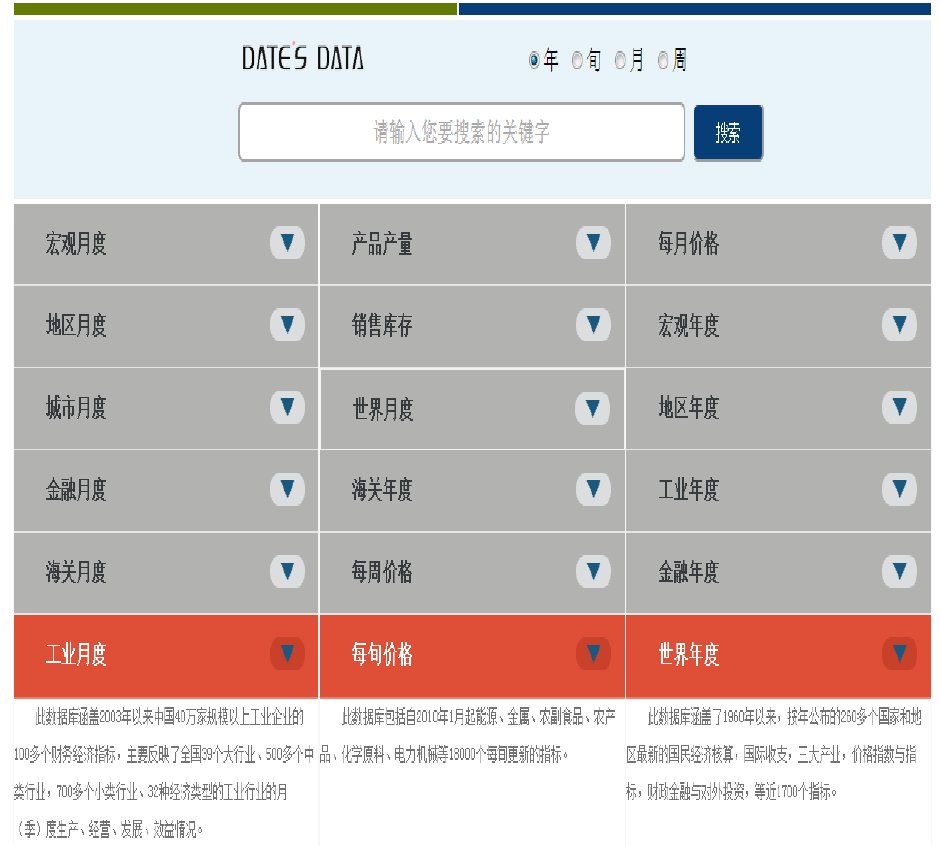 DATE'S DATA
年 旬 月 周
请输入您要搜索的关键字
搜索
宏观月度
产品产量
每月价格
地区月度
销售库存
宏观年度
城市月度
世界月度
地区年度
金融月度
海关年度
工业年度
海关月度
每周价格
金融年度
工业月度
每旬价格
世界年度
此数据库涵盖2003年以来中国40万家规模以上工业企业的
100多个财务经济指标，主要反映了全国39个大行业、500多个中
类行业，700多个小类行业、32种经济类型的工业行业的月
（季）度生产、经营、发展、效益情况。
此数据库包括自2010年1月起能源、金属、农副食品、农产
品、化学原料、电力机械等18000个每旬更新的指标。
此数据库涵盖了1960年以来，按年公布的260多个国家和地
区最新的国民经济核算，国际收支，三大产业，价格指数与指
标，财政金融与对外投资，等近1700个指标。